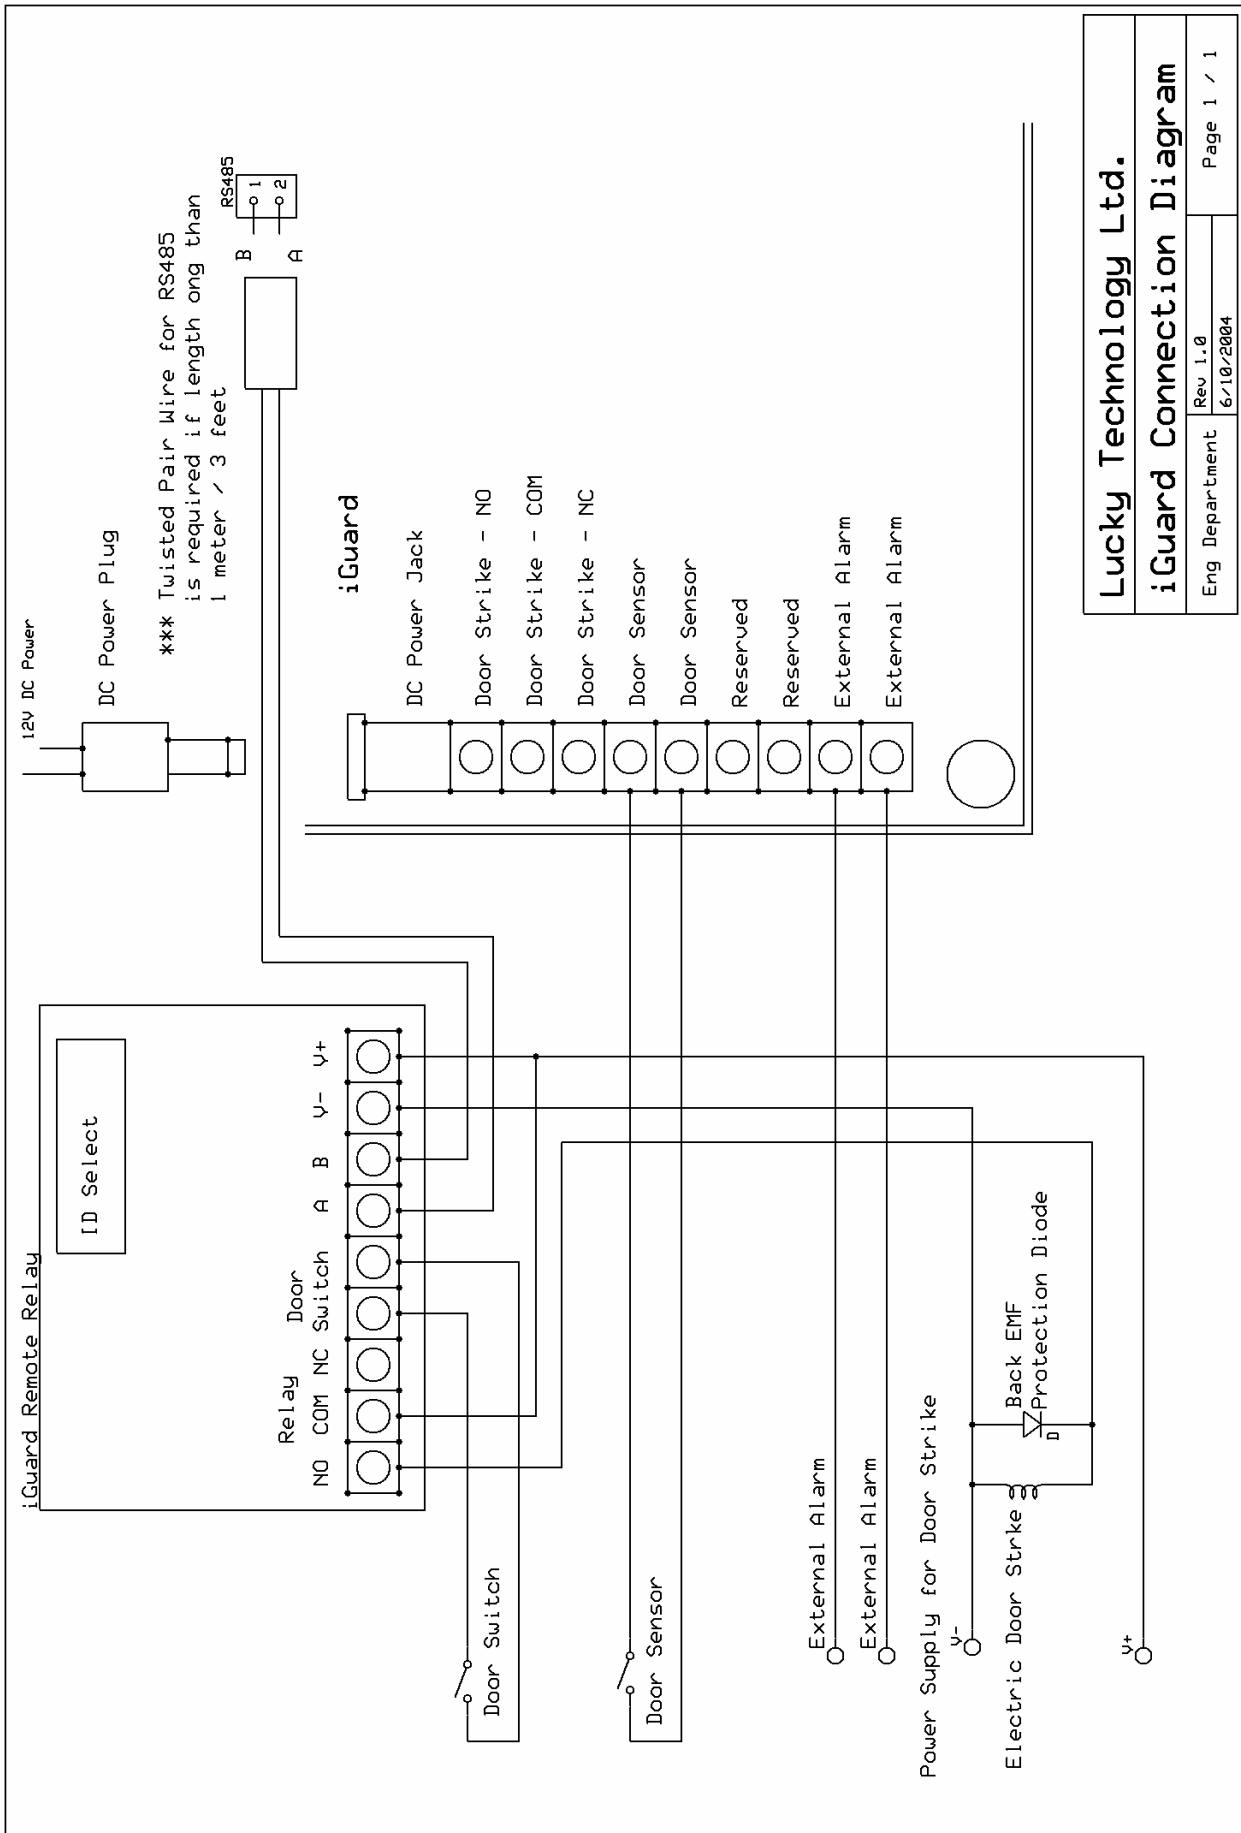 iGuard Remote Relay
ID Select
Relay
Door
NO COM NC Switch A B V- V+
12V DC Power
DC Power Plug
*** Twisted Pair Wire for RS485
is required if length ong than
1 meter / 3 feet
RS485
B
1
A
2
iGuard
DC Power Jack
Door Strike - NO
Door Strike - COM
Door Strike - NC
Door Sensor
Door Sensor
Reserved
Reserved
External Alarm
External Alarm
Door Switch
Door Sensor
External Alarm
External Alarm
Power Supply for Door Strike
V-
Back EMF
Protection Diode
D
Electric Door Strke
V+
Lucky Technology Ltd.
iGuard Connection Diagram
Eng Department
Rev 1.0
6/10/2004
Page 1 / 1